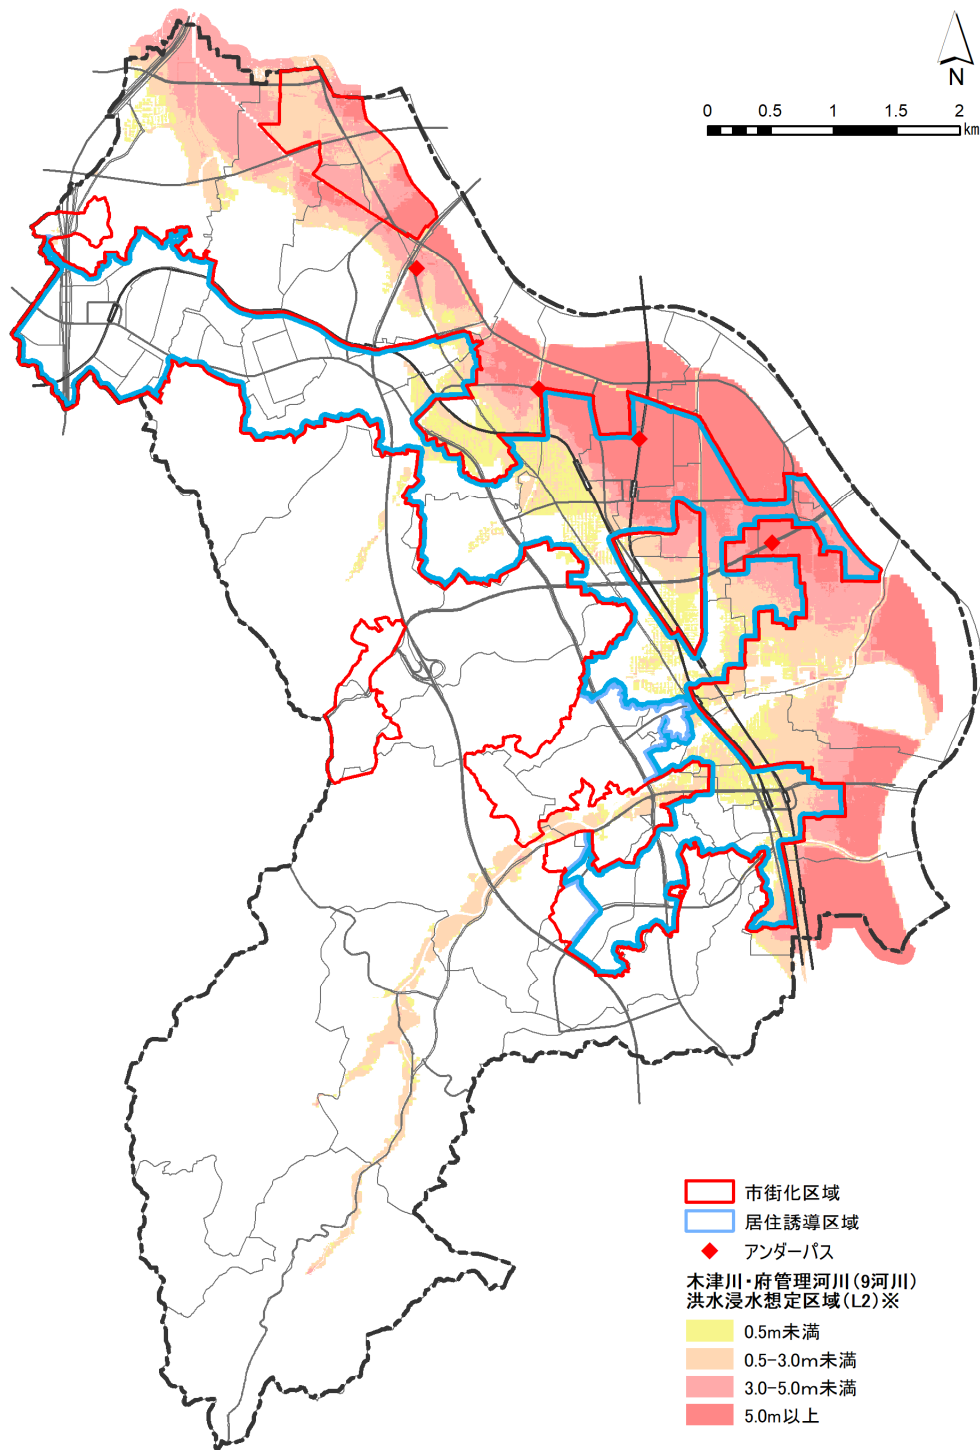 N
0 0.5 1 1.5 2
km
市街化区域
居住誘導区域
アンダーパス
木津川・府管理河川(9河川)
洪水浸水想定区域(L2)※
0.5m未満
0.5-3.0m未満
3.0-5.0m未満
5.0m以上